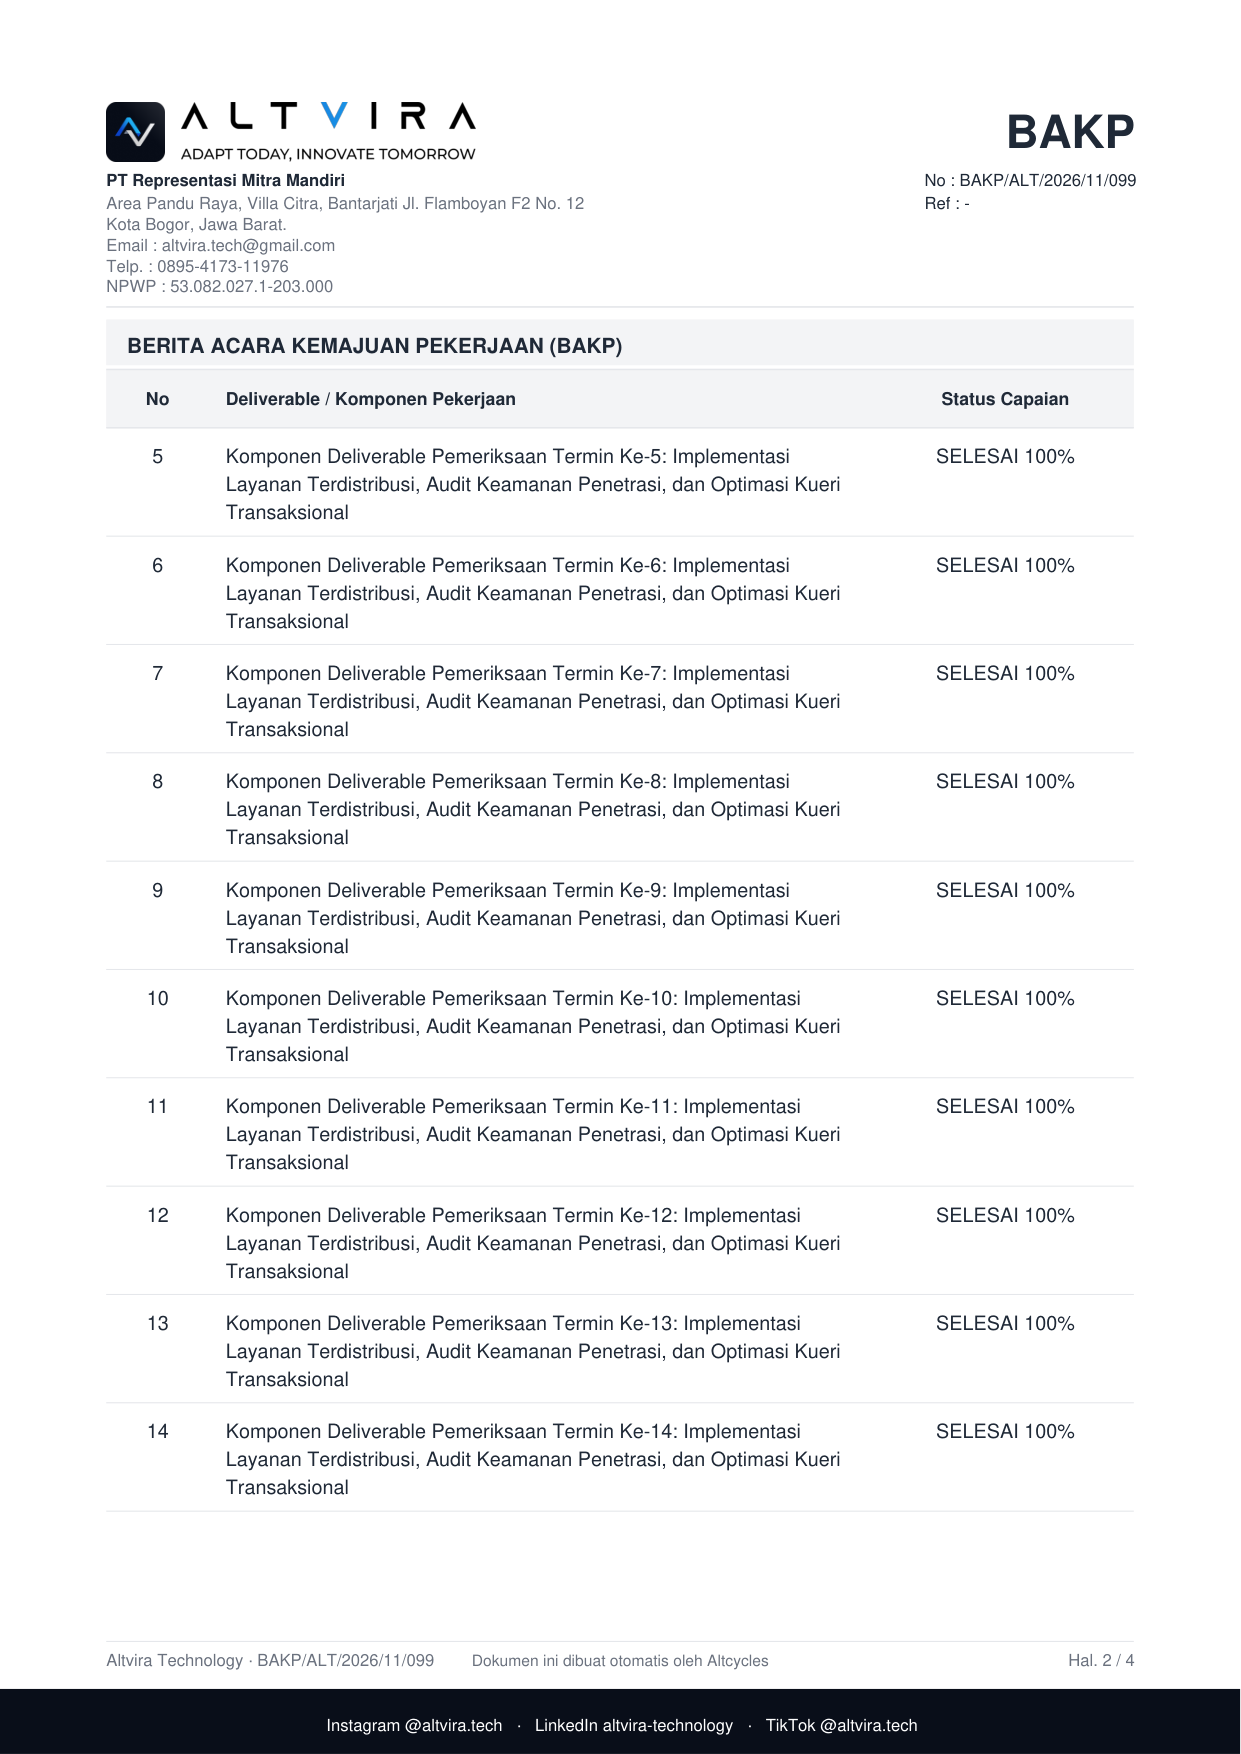 ALTVIRA
ADAPT TODAY, INNOVATE TOMORROW
BAKP
PT Representasi Mitra Mandiri
No : BAKP/ALT/2026/11/099
Area Pandu Raya, Villa Citra, Bantarjati Jl. Flamboyan F2 No. 12
Ref : -
Kota Bogor, Jawa Barat.
Email : altvira.tech@gmail.com
Telp. : 0895-4173-11976
NPWP : 53.082.027.1-203.000
BERITA ACARA KEMAJUAN PEKERJAAN (BAKP)
No Deliverable / Komponen Pekerjaan Status Capaian
5 Komponen Deliverable Pemeriksaan Termin Ke-5: Implementasi SELESAI 100%
Layanan Terdistribusi, Audit Keamanan Penetrasi, dan Optimasi Kueri
Transaksional
6 Komponen Deliverable Pemeriksaan Termin Ke-6: Implementasi SELESAI 100%
Layanan Terdistribusi, Audit Keamanan Penetrasi, dan Optimasi Kueri
Transaksional
7 Komponen Deliverable Pemeriksaan Termin Ke-7: Implementasi SELESAI 100%
Layanan Terdistribusi, Audit Keamanan Penetrasi, dan Optimasi Kueri
Transaksional
8 Komponen Deliverable Pemeriksaan Termin Ke-8: Implementasi SELESAI 100%
Layanan Terdistribusi, Audit Keamanan Penetrasi, dan Optimasi Kueri
Transaksional
9 Komponen Deliverable Pemeriksaan Termin Ke-9: Implementasi SELESAI 100%
Layanan Terdistribusi, Audit Keamanan Penetrasi, dan Optimasi Kueri
Transaksional
10 Komponen Deliverable Pemeriksaan Termin Ke-10: Implementasi SELESAI 100%
Layanan Terdistribusi, Audit Keamanan Penetrasi, dan Optimasi Kueri
Transaksional
11 Komponen Deliverable Pemeriksaan Termin Ke-11: Implementasi SELESAI 100%
Layanan Terdistribusi, Audit Keamanan Penetrasi, dan Optimasi Kueri
Transaksional
12 Komponen Deliverable Pemeriksaan Termin Ke-12: Implementasi SELESAI 100%
Layanan Terdistribusi, Audit Keamanan Penetrasi, dan Optimasi Kueri
Transaksional
13 Komponen Deliverable Pemeriksaan Termin Ke-13: Implementasi SELESAI 100%
Layanan Terdistribusi, Audit Keamanan Penetrasi, dan Optimasi Kueri
Transaksional
14 Komponen Deliverable Pemeriksaan Termin Ke-14: Implementasi SELESAI 100%
Layanan Terdistribusi, Audit Keamanan Penetrasi, dan Optimasi Kueri
Transaksional
Altvira Technology · BAKP/ALT/2026/11/099 Dokumen ini dibuat otomatis oleh Altcycles Hal. 2 / 4
Instagram @altvira.tech · LinkedIn altvira-technology · TikTok @altvira.tech